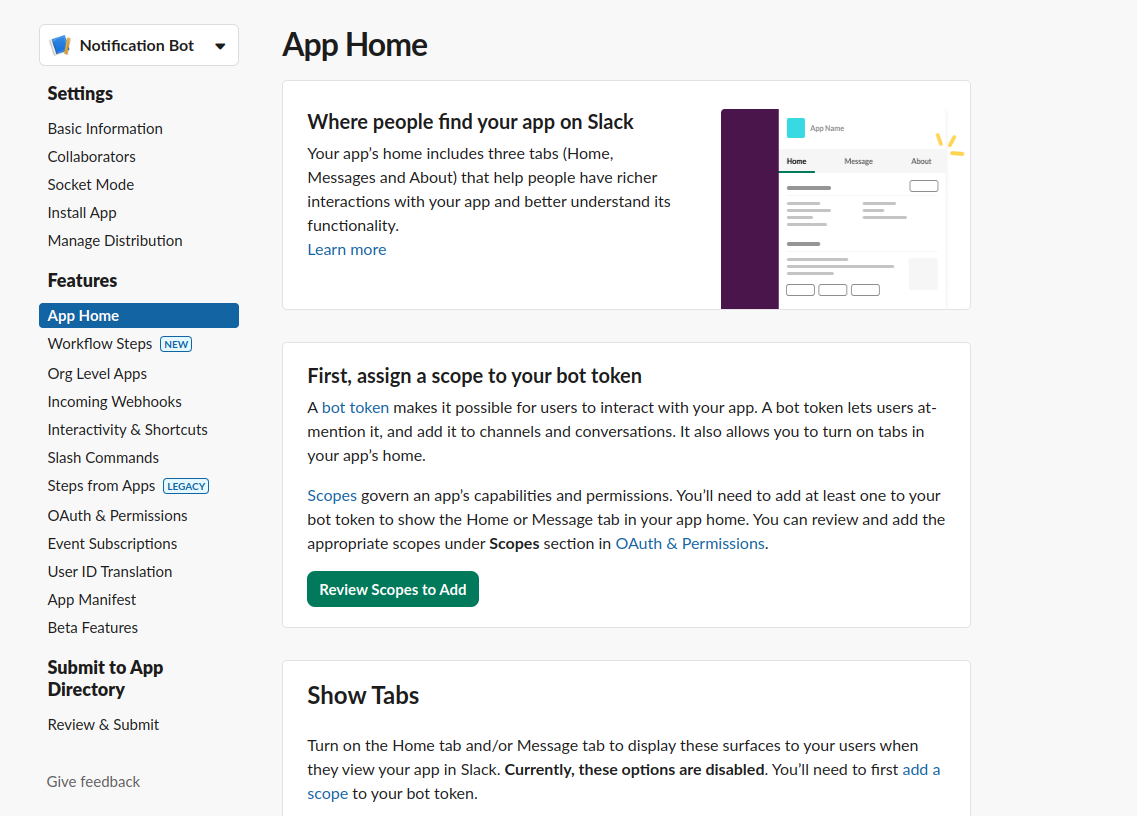 Notification Bot
Settings
Basic Information
Collaborators
Socket Mode
Install App
Manage Distribution
Features
App Home
Workflow Steps NEW
Org Level Apps
Incoming Webhooks
Interactivity & Shortcuts
Slash Commands
Steps from Apps LEGACY
OAuth & Permissions
Event Subscriptions
User ID Translation
App Manifest
Beta Features
Submit to App
Directory
Review & Submit
Give feedback
App Home
Where people find your app on Slack
Your app’s home includes three tabs (Home,
Messages and About) that help people have richer
interactions with your app and better understand its
functionality.
Learn more
App Name
Home Message About
First, assign a scope to your bot token
A bot token makes it possible for users to interact with your app. A bot token lets users at-
mention it, and add it to channels and conversations. It also allows you to turn on tabs in
your app’s home.
Scopes govern an app’s capabilities and permissions. You’ll need to add at least one to your
bot token to show the Home or Message tab in your app home. You can review and add the
appropriate scopes under Scopes section in OAuth & Permissions.
Review Scopes to Add
Show Tabs
Turn on the Home tab and/or Message tab to display these surfaces to your users when
they view your app in Slack. Currently, these options are disabled. You’ll need to first add a
scope to your bot token.